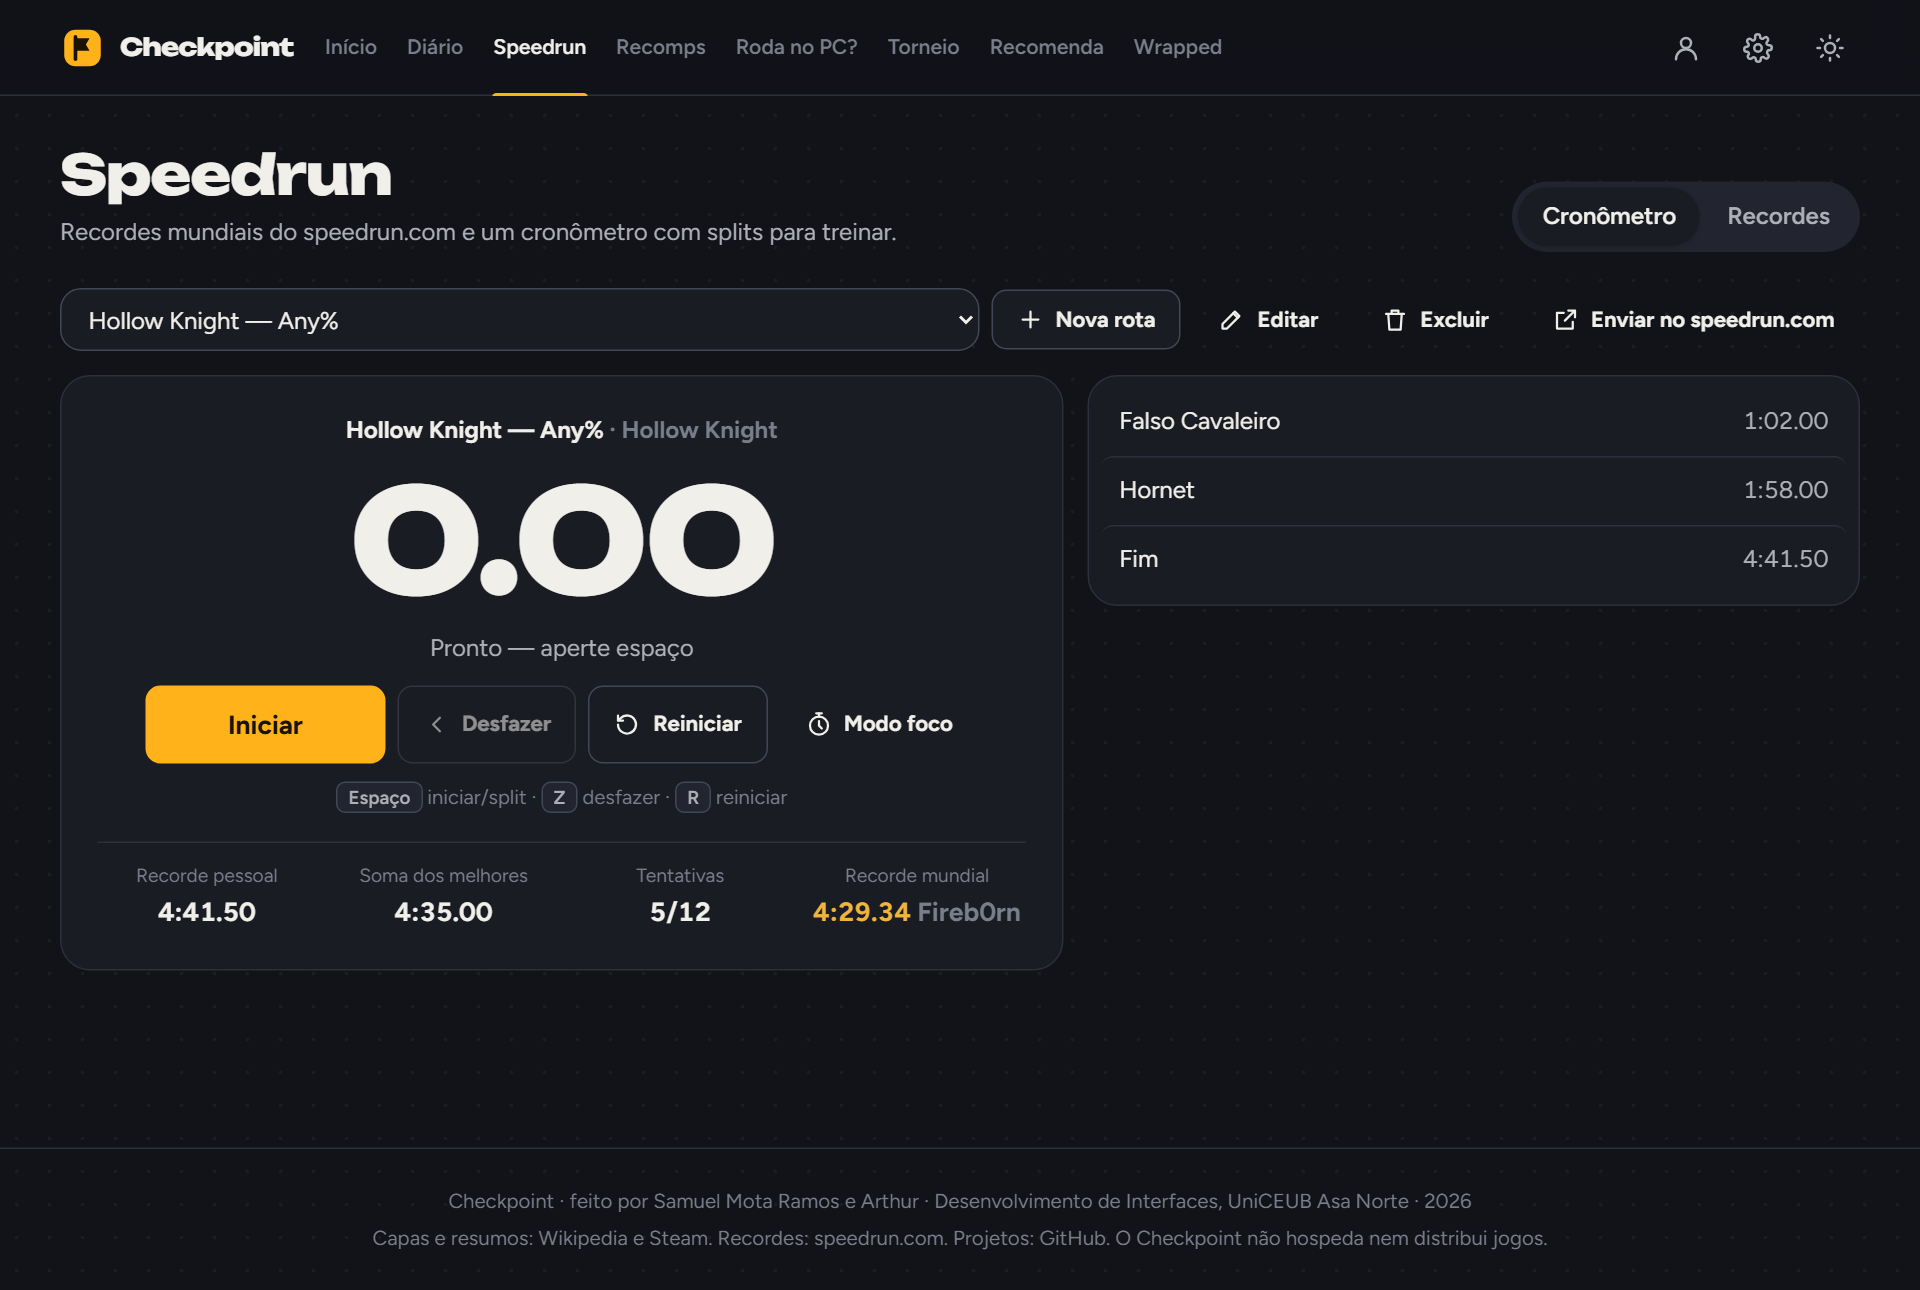 Checkpoint Início Diário Speedrun Recomps Roda no PC? Torneio Recomenda Wrapped
Speedrun
Recordes mundiais do speedrun.com e um cronômetro com splits para treinar.
Cronômetro Recordes
Hollow Knight — Any% Nova rota Editar Excluir Enviar no speedrun.com
Hollow Knight — Any% · Hollow Knight
0.00
Pronto — aperte espaço
Iniciar Desfazer Reiniciar Modo foco
Espaço iniciar/split · Z desfazer · R reiniciar
Recorde pessoal Soma dos melhores Tentativas Recorde mundial
4:41.50 4:35.00 5/12 4:29.34 Fireb0rn
Falso Cavaleiro 1:02.00
Hornet 1:58.00
Fim 4:41.50
Checkpoint · feito por Samuel Mota Ramos e Arthur · Desenvolvimento de Interfaces, UniCEUB Asa Norte · 2026
Capas e resumos: Wikipedia e Steam. Recordes: speedrun.com. Projetos: GitHub. O Checkpoint não hospeda nem distribui jogos.